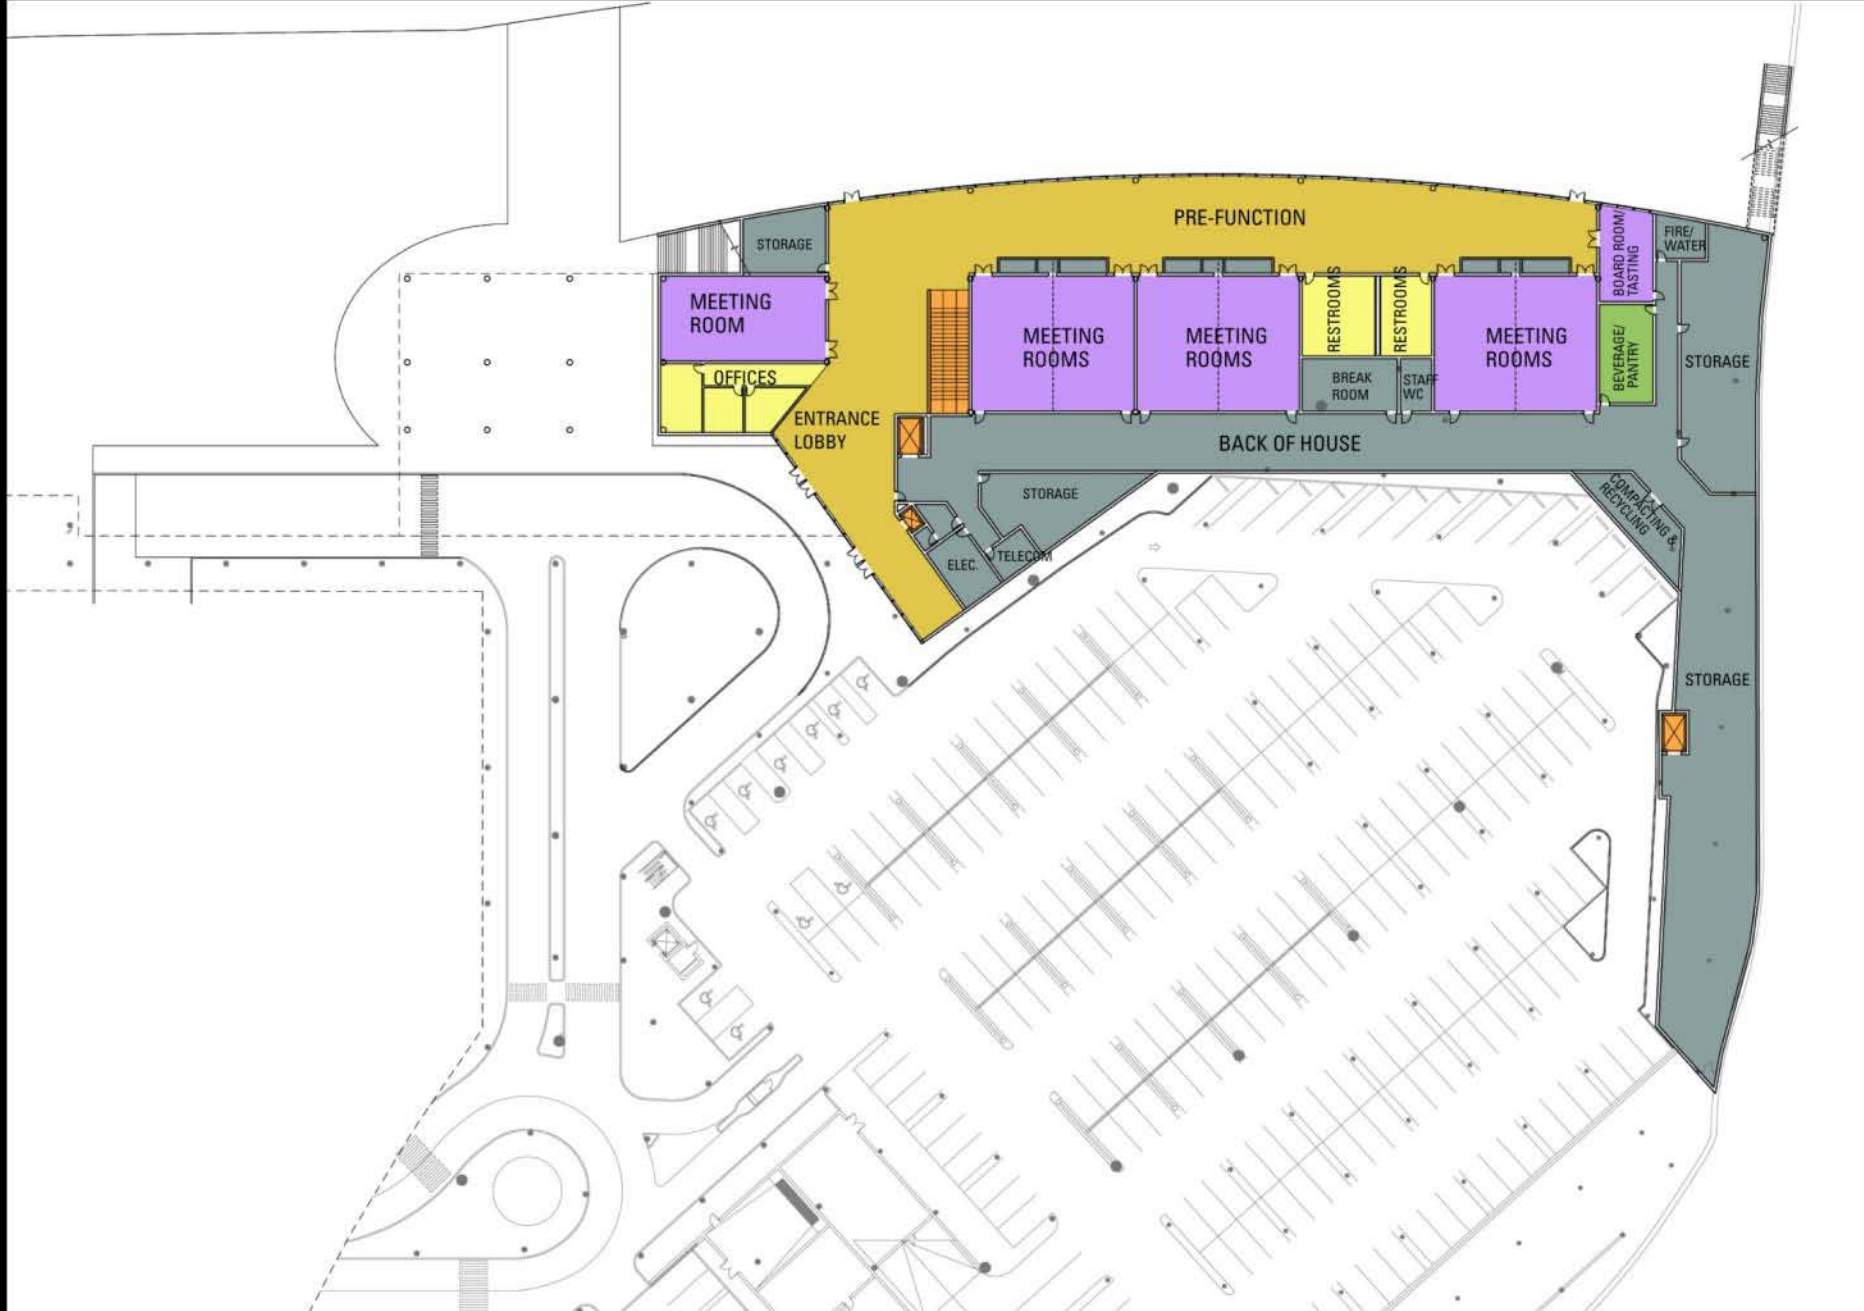 PRE-FUNCTION
STORAGE
FIRE/
WATER
BOARD ROOM/
TASTING
MEETING
ROOM
MEETING
ROOMS
MEETING
ROOMS
RESTROOMS
RESTROOMS
MEETING
ROOMS
BEVERAGE/
PANTRY
STORAGE
OFFICES
BREAK
ROOM
STAFF
WC
ENTRANCE
LOBBY
BACK OF HOUSE
STORAGE
COMPACTING &
RECYCLING
ELEC.
TELECOM
STORAGE